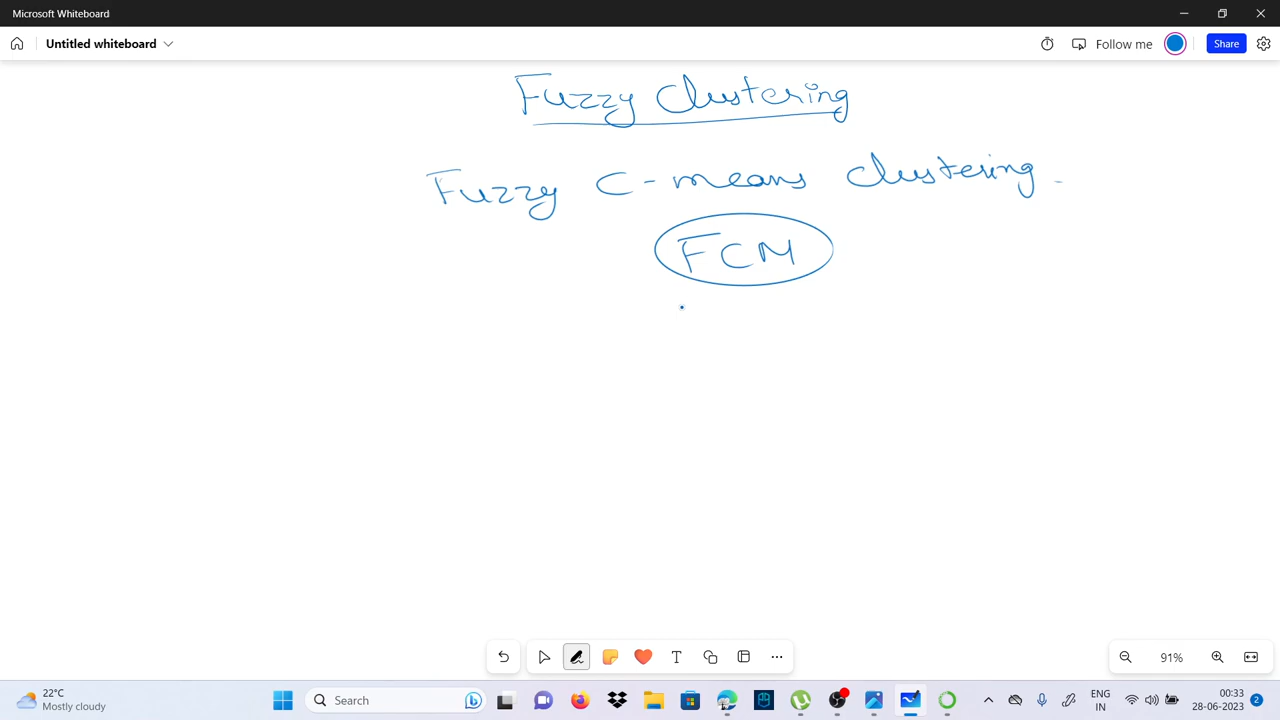 Microsoft Whiteboard
Untitled whiteboard
Follow me
Share
Fuzzy Clustering
Fuzzy C-means clustering
FCM
T
91%
22°C
Mostly cloudy
Search
ENG
IN
00:33
28-06-2023
2